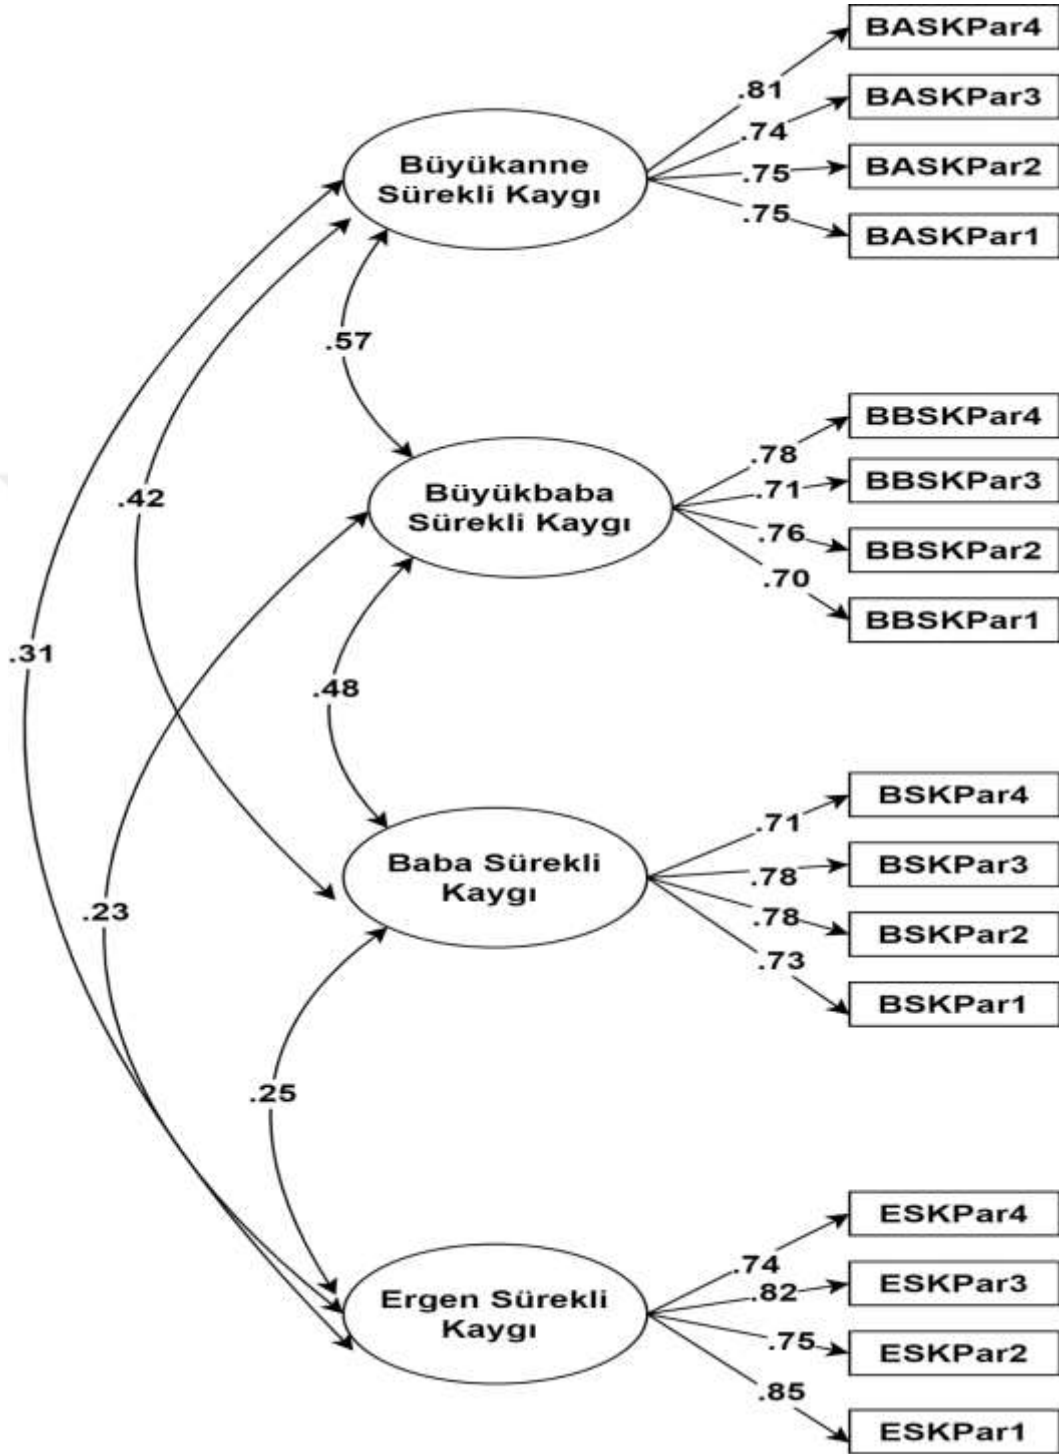 BASKPar4
.81
BASKPar3
.74
Büyükanne
Sürekli Kaygı
.75
BASKPar2
.75
BASKPar1
.57
BBSKPar4
.78
BBSKPar3
.71
.42
Büyükbaba
Sürekli Kaygı
.76
BBSKPar2
.70
BBSKPar1
.31
.48
BSKPar4
.71
BSKPar3
.78
Baba Sürekli
Kaygı
.23
.78
BSKPar2
.73
BSKPar1
.25
ESKPar4
.74
ESKPar3
.82
Ergen Sürekli
Kaygı
.75
ESKPar2
.85
ESKPar1